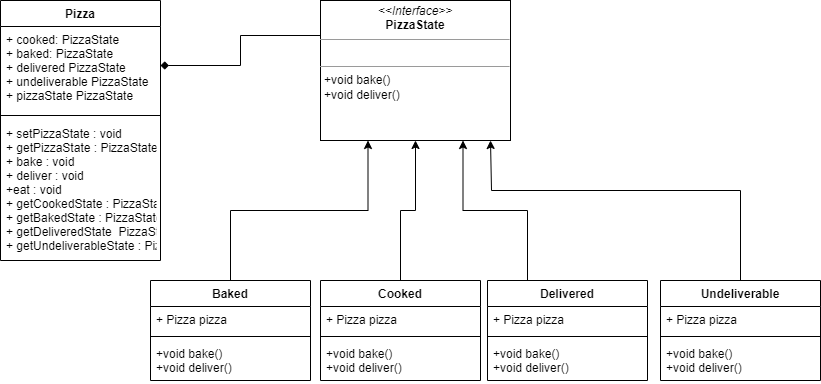 Pizza
+ cooked: PizzaState
+ baked: PizzaState
+ delivered PizzaState
+ undeliverable PizzaState
+ pizzaState PizzaState
+ setPizzaState : void
+ getPizzaState : PizzaState
+ bake : void
+ deliver : void
+eat : void
+ getCookedState : PizzaSta
+ getBakedState : PizzaStat
+ getDeliveredState PizzaS
+ getUndeliverableState : Pi
<<Interface>>
PizzaState
+void bake()
+void deliver()
Baked
+ Pizza pizza
+void bake()
+void deliver()
Cooked
+ Pizza pizza
+void bake()
+void deliver()
Delivered
+ Pizza pizza
+void bake()
+void deliver()
Undeliverable
+ Pizza pizza
+void bake()
+void deliver()